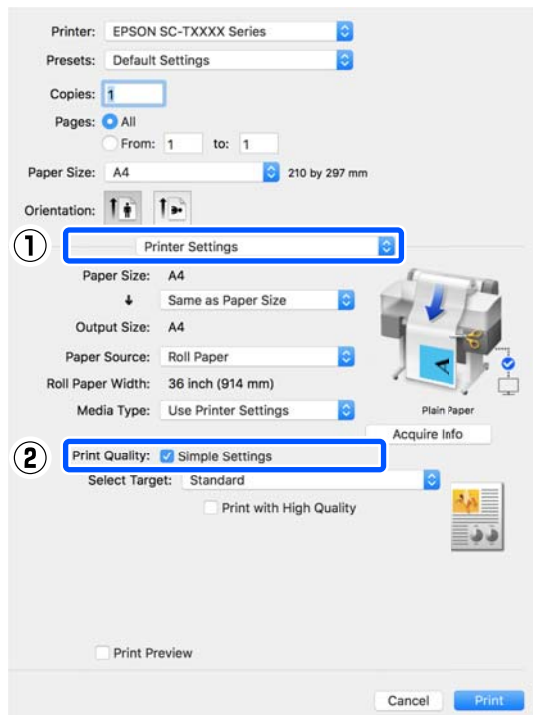 Printer: EPSON SC-TXXXX Series
Presets: Default Settings
Copies: 1
Pages: All
From: 1 to: 1
Paper Size: A4 210 by 297 mm
Orientation:
1 Printer Settings
Paper Size: A4
Same as Paper Size
Output Size: A4
Paper Source: Roll Paper
Roll Paper Width: 36 inch (914 mm)
Media Type: Use Printer Settings
Plain Paper
Acquire Info
2 Print Quality: Simple Settings
Select Target: Standard
Print with High Quality
Print Preview
Cancel Print